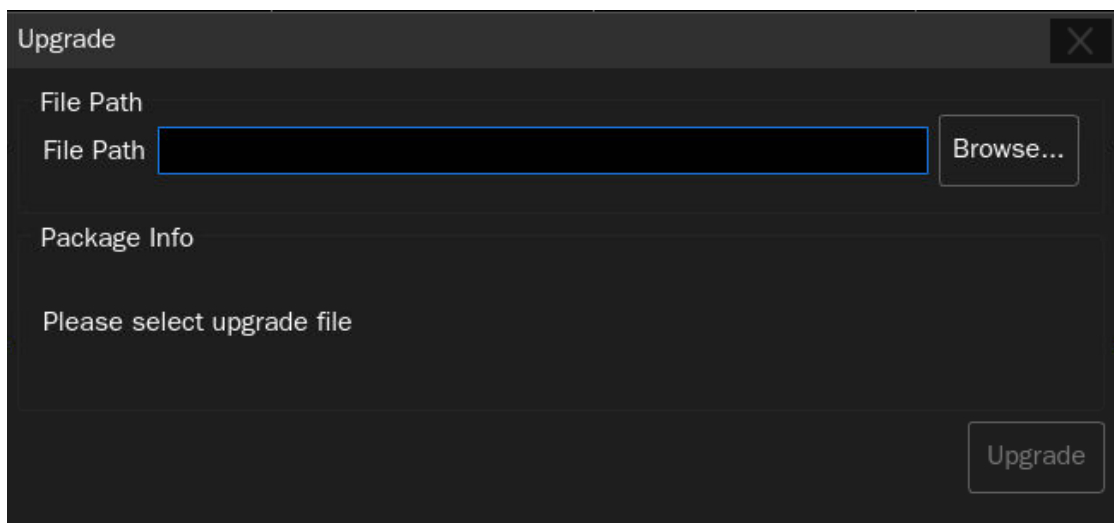 Upgrade
File Path
File Path
Browse...
Package Info
Please select upgrade file
Upgrade